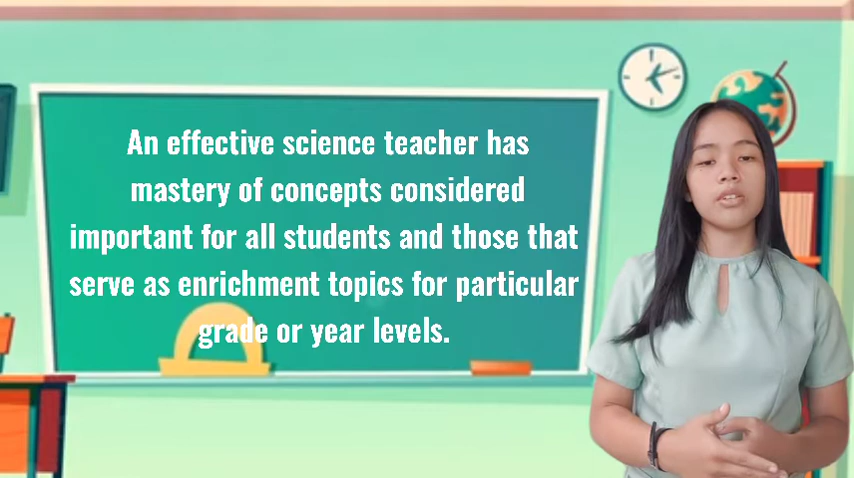 An effective science teacher has
mastery of concepts considered
important for all students and those that
serve as enrichment topics for particular
grade or year levels.